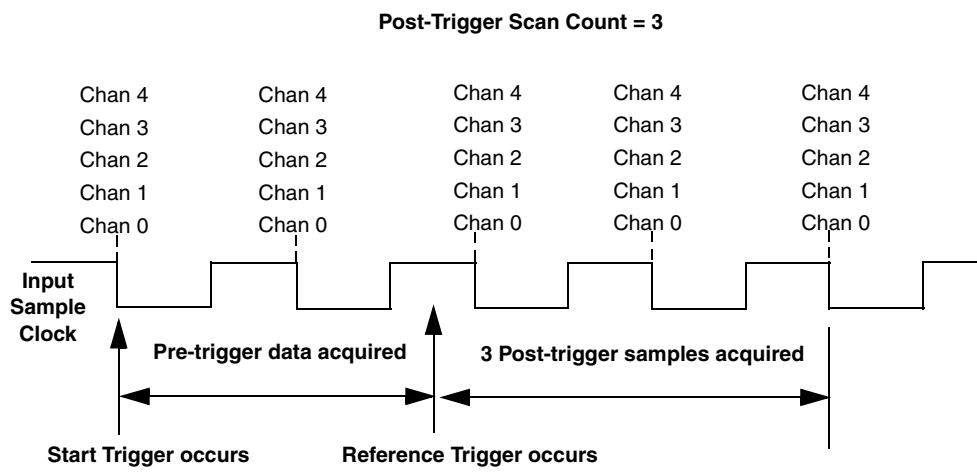 Post-Trigger Scan Count = 3
Chan 4 Chan 4 Chan 4 Chan 4 Chan 4
Chan 3 Chan 3 Chan 3 Chan 3 Chan 3
Chan 2 Chan 2 Chan 2 Chan 2 Chan 2
Chan 1 Chan 1 Chan 1 Chan 1 Chan 1
Chan 0 Chan 0 Chan 0 Chan 0 Chan 0
Input
Sample
Clock
Pre-trigger data acquired
3 Post-trigger samples acquired
Start Trigger occurs
Reference Trigger occurs